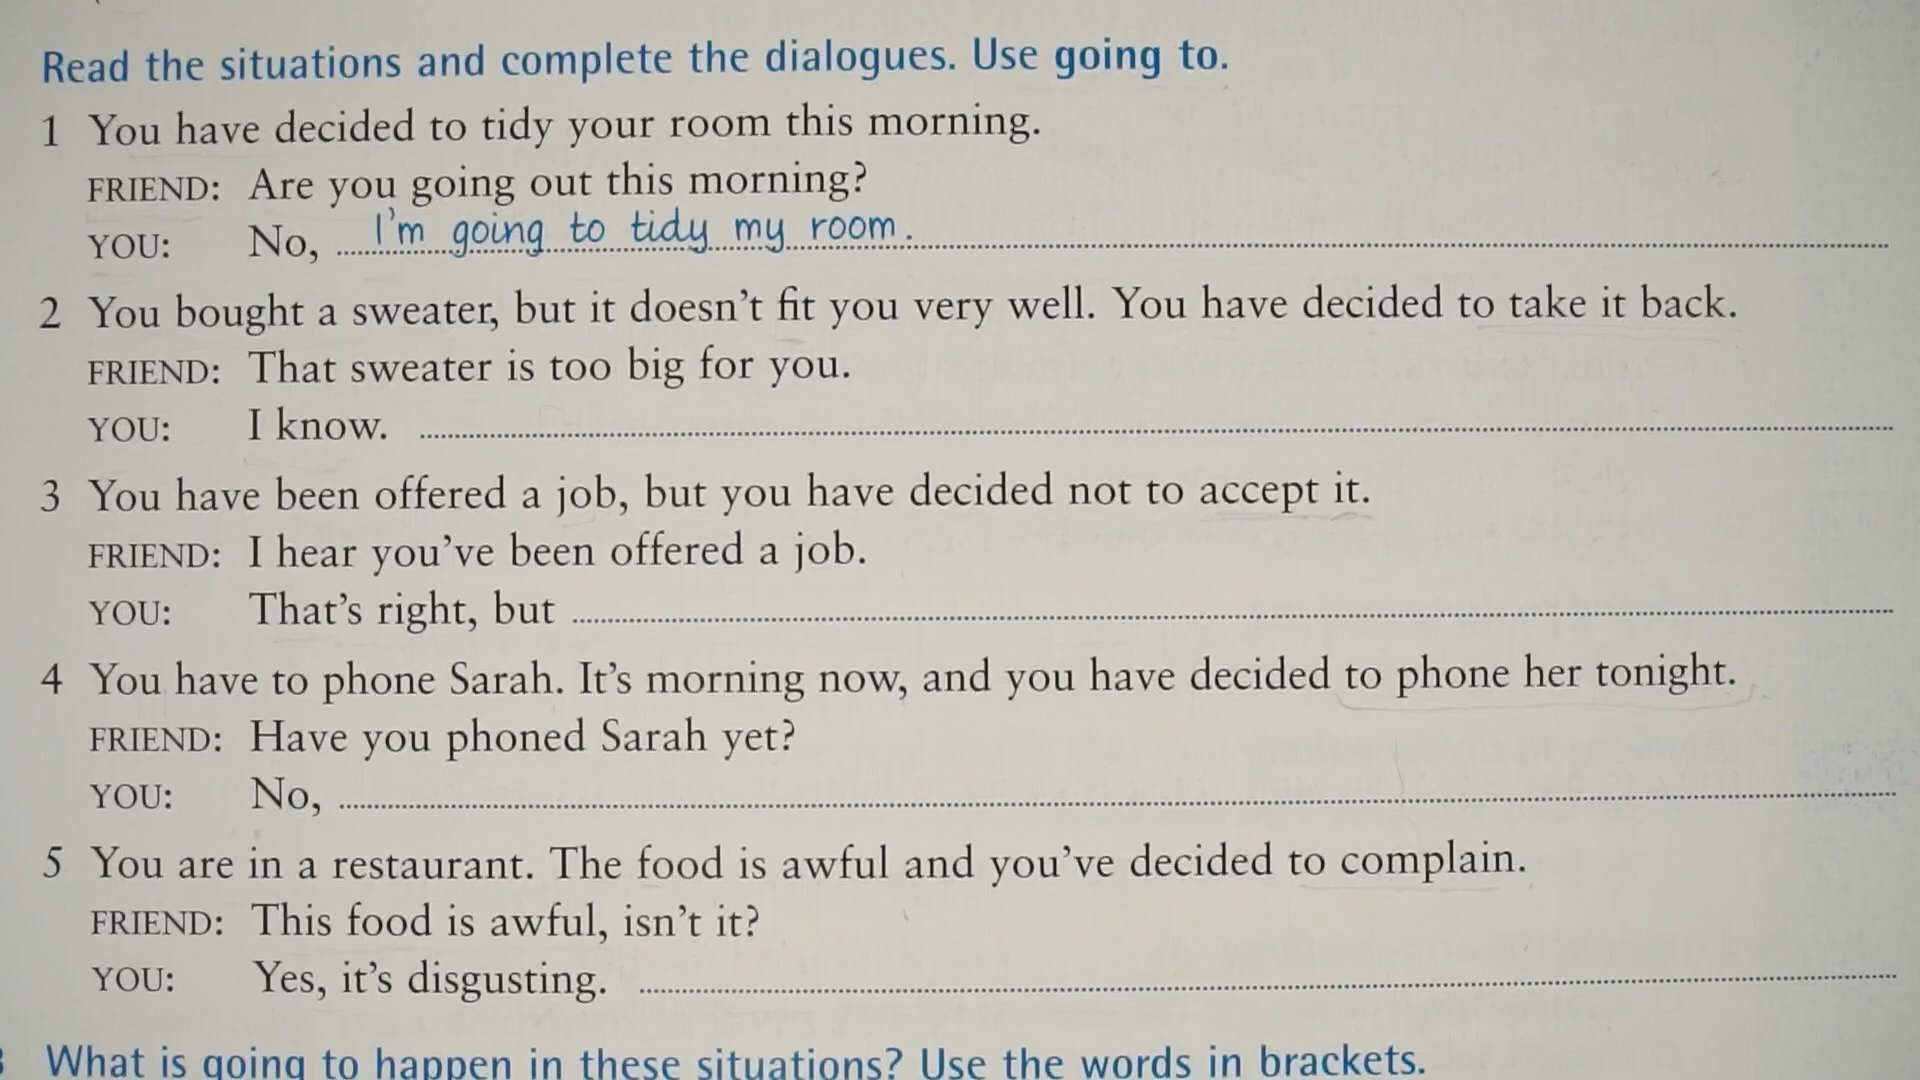 Read the situations and complete the dialogues. Use going to.
1 You have decided to tidy your room this morning.
FRIEND: Are you going out this morning?
YOU: No, I'm going to tidy my room.
2 You bought a sweater, but it doesn't fit you very well. You have decided to take it back.
FRIEND: That sweater is too big for you.
YOU: I know.
3 You have been offered a job, but you have decided not to accept it.
FRIEND: I hear you've been offered a job.
YOU: That's right, but
4 You have to phone Sarah. It's morning now, and you have decided to phone her tonight.
FRIEND: Have you phoned Sarah yet?
YOU: No,
5 You are in a restaurant. The food is awful and you've decided to complain.
FRIEND: This food is awful, isn't it?
YOU: Yes, it's disgusting.
What is going to happen in these situations? Use the words in brackets.